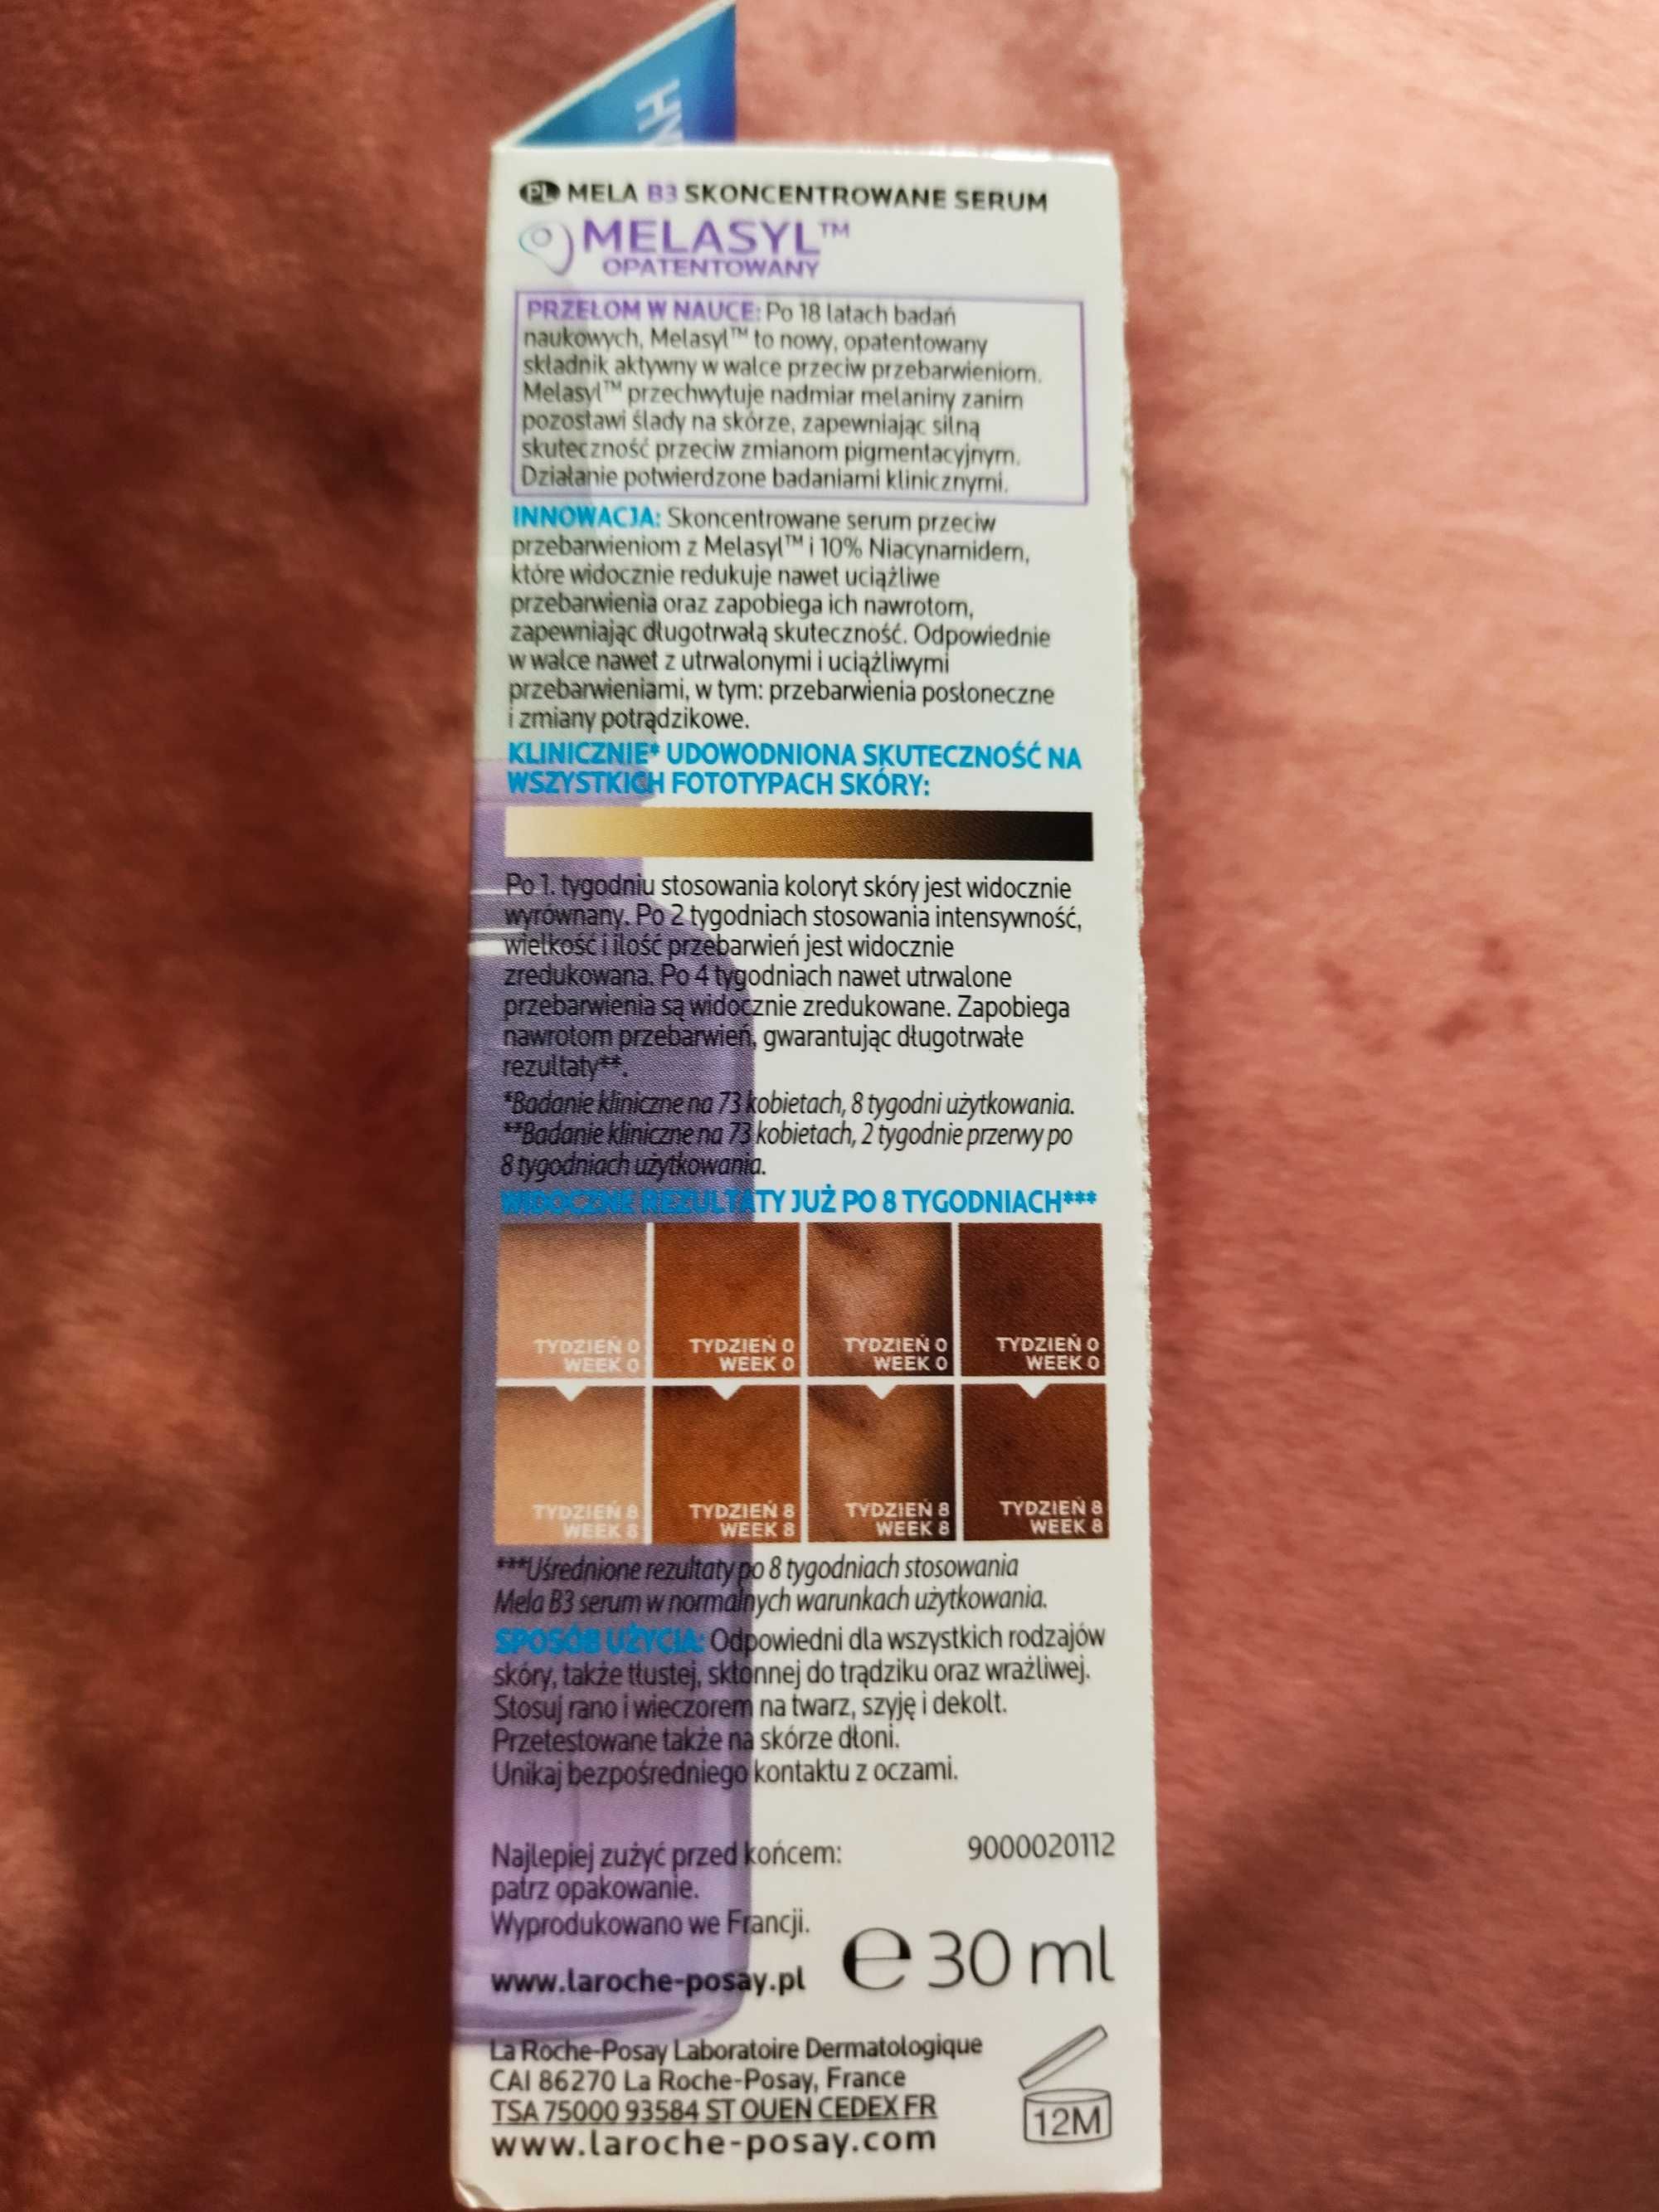 HY
PL MELA B3 SKONCENTROWANE SERUM
MELASYL™
OPATENTOWANY
PRZEŁOM W NAUCE: Po 18 latach badań
naukowych, Melasyl™ to nowy, opatentowany
składnik aktywny w walce przeciw przebarwieniom.
Melasyl™ przechwytuje nadmiar melaniny zanim
pozostawi ślady na skórze, zapewniając silną
skuteczność przeciw zmianom pigmentacyjnym.
Działanie potwierdzone badaniami klinicznymi.
INNOWACJA: Skoncentrowane serum przeciw
przebarwieniom z Melasyl™ i 10% Niacynamidem,
które widocznie redukuje nawet uciążliwe
przebarwienia oraz zapobiega ich nawrotom,
zapewniając długotrwałą skuteczność. Odpowiednie
w walce nawet z utrwalonymi i uciążliwymi
przebarwieniami, w tym: przebarwienia posłoneczne
i zmiany potrądzikowe.
KLINICZNIE* UDOWODNIONA SKUTECZNOŚĆ NA
WSZYSTKICH FOTOTYPACH SKÓRY:
Po 1. tygodniu stosowania koloryt skóry jest widocznie
wyrównany. Po 2 tygodniach stosowania intensywność,
wielkość i ilość przebarwień jest widocznie
zredukowana. Po 4 tygodniach nawet utrwalone
przebarwienia są widocznie zredukowane. Zapobiega
nawrotom przebarwień, gwarantując długotrwałe
rezultaty**.
*Badanie kliniczne na 73 kobietach, 8 tygodni użytkowania.
**Badanie kliniczne na 73 kobietach, 2 tygodnie przerwy po
8 tygodniach użytkowania.
WIDOCZNE REZULTATY JUŻ PO 8 TYGODNIACH***
TYDZIEŃ 0 TYDZIEŃ 0 TYDZIEŃ 0 TYDZIEŃ 0
WEEK 0 WEEK 0 WEEK 0 WEEK 0
TYDZIEŃ 8 TYDZIEŃ 8 TYDZIEŃ 8 TYDZIEŃ 8
WEEK 8 WEEK 8 WEEK 8 WEEK 8
***Uśrednione rezultaty po 8 tygodniach stosowania
Mela B3 serum w normalnych warunkach użytkowania.
SPOSÓB UŻYCIA: Odpowiedni dla wszystkich rodzajów
skóry, także tłustej, skłonnej do trądziku oraz wrażliwej.
Stosuj rano i wieczorem na twarz, szyję i dekolt.
Przetestowane także na skórze dłoni.
Unikaj bezpośredniego kontaktu z oczami.
Najlepiej zużyć przed końcem: 9000020112
patrz opakowanie.
Wyprodukowano we Francji.
e 30 ml
www.laroche-posay.pl
La Roche-Posay Laboratoire Dermatologique
CAI 86270 La Roche-Posay, France
TSA 75000 93584 ST OUEN CEDEX FR
www.laroche-posay.com
12M